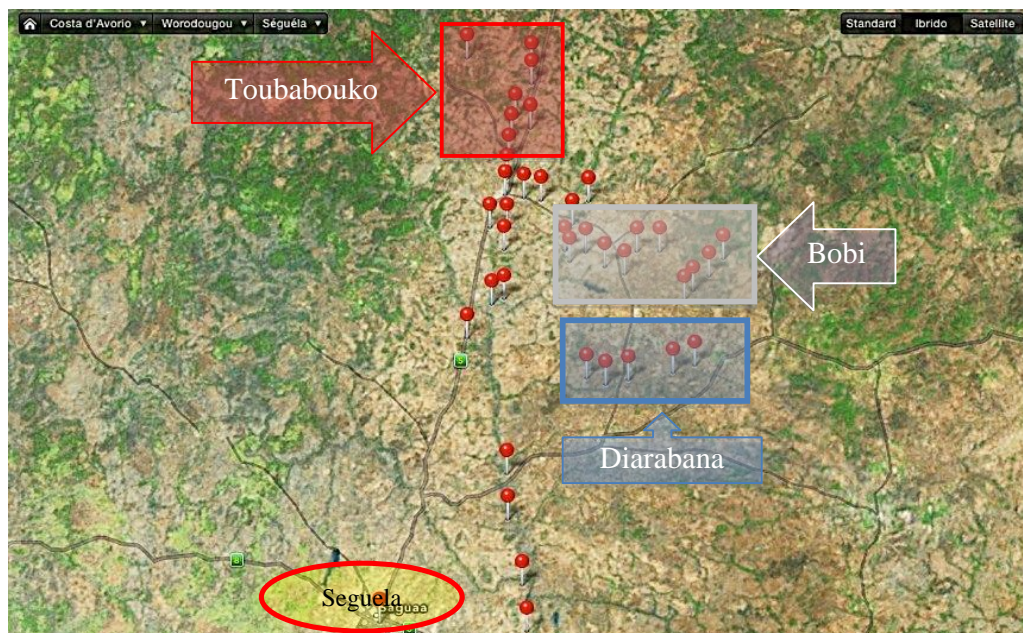 Costa d'Avorio Worodougou Séguéla
Standard Ibrido Satellite
Toubabouko
Bobi
Diarabana
Seguela